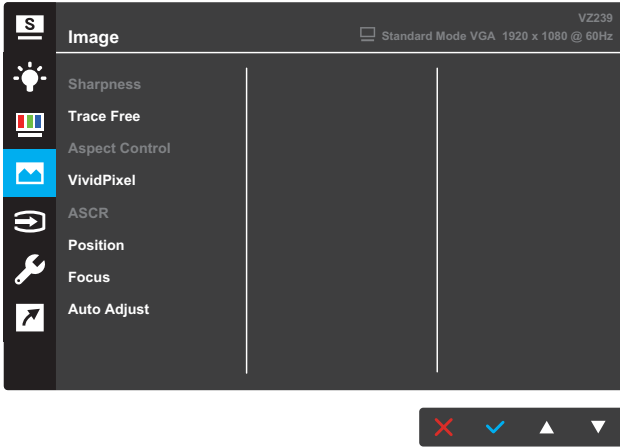 S
VZ239
Image
Standard Mode VGA 1920 x 1080 @ 60Hz
Sharpness
Trace Free
Aspect Control
VividPixel
ASCR
Position
Focus
Auto Adjust